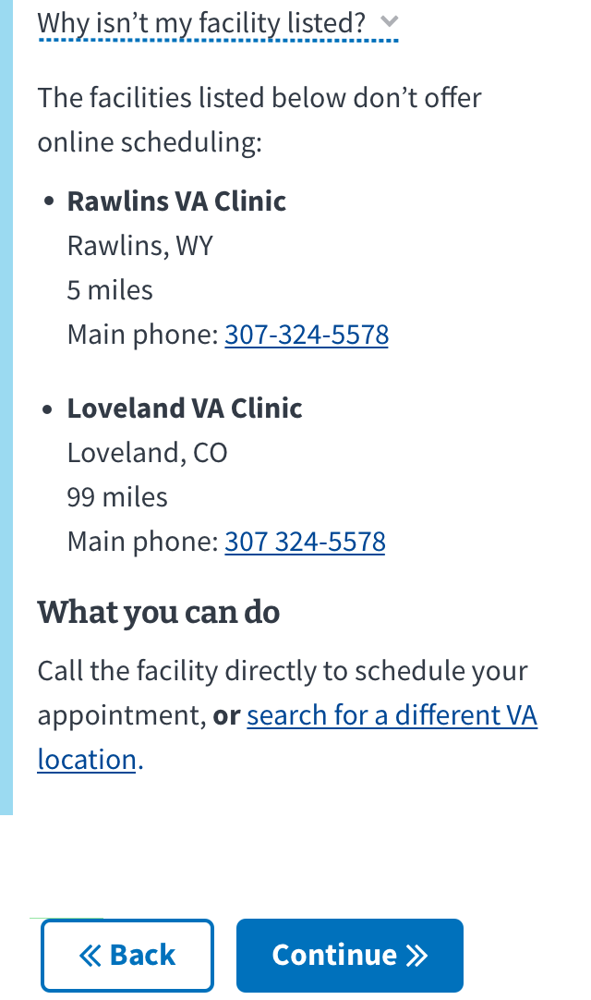 Why isn’t my facility listed?
The facilities listed below don’t offer
online scheduling:
• Rawlins VA Clinic
Rawlins, WY
5 miles
Main phone: 307-324-5578
• Loveland VA Clinic
Loveland, CO
99 miles
Main phone: 307 324-5578
What you can do
Call the facility directly to schedule your
appointment, or search for a different VA
location.
Back
Continue